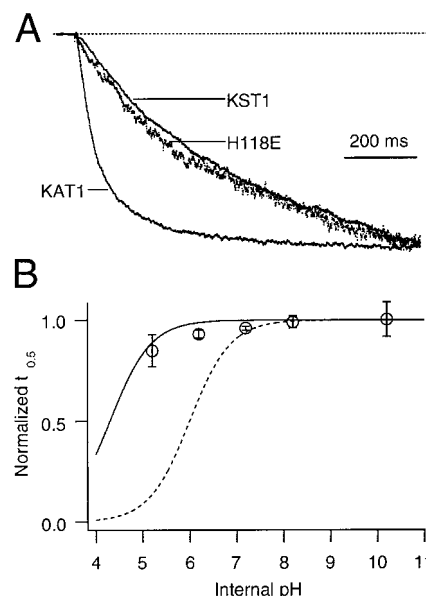 A
KST1
H118E
200 ms
KAT1
B
1.0
0.5
0.0
Normalized t 0.5
4 5 6 7 8 9 10 1
Internal pH